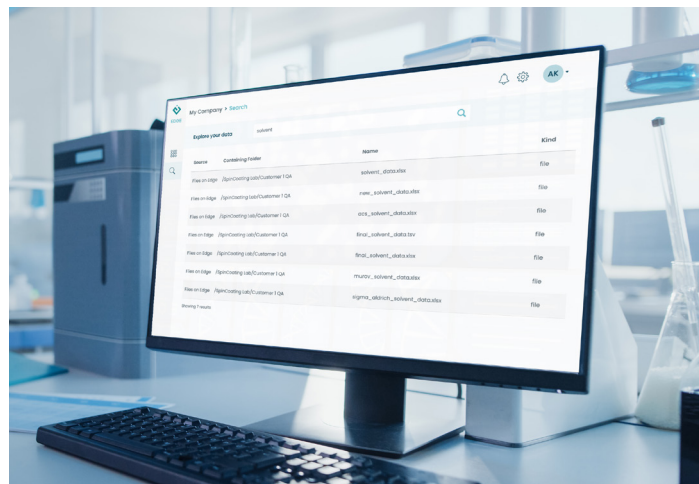 My Company > Search
AK
Explore your data
solvent
Source Containing Folder Name Kind
Files on Edge /SpinCoating Lab/Customer 1 QA solvent_data.xlsx file
Files on Edge /SpinCoating Lab/Customer 1 QA new_solvent_data.xlsx file
Files on Edge /SpinCoating Lab/Customer 1 QA acs_solvent_data.xlsx file
Files on Edge /SpinCoating Lab/Customer 1 QA final_solvent_data.tsv file
Files on Edge /SpinCoating Lab/Customer 1 QA final_solvent_data.xlsx file
Files on Edge /SpinCoating Lab/Customer 1 QA murov_solvent_data.xlsx file
Files on Edge /SpinCoating Lab/Customer 1 QA sigma_aldrich_solvent_data.xlsx file
Showing 7 results